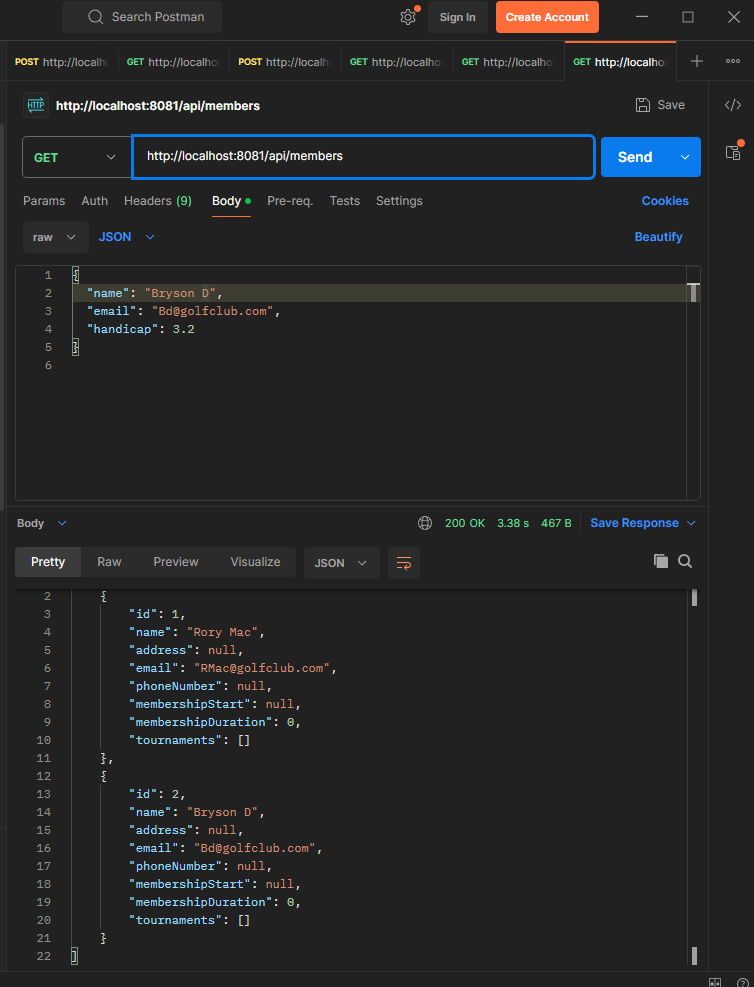 Search Postman
Sign In
Create Account
POST http://localh
GET http://localho
POST http://localh
GET http://localho
GET http://localho
GET http://localho
HTTP http://localhost:8081/api/members
Save
GET http://localhost:8081/api/members
Send
Params Auth Headers (9) Body Pre-req. Tests Settings Cookies
raw JSON Beautify
1 {
2 "name": "Bryson D",
3 "email": "Bd@golfclub.com",
4 "handicap": 3.2
5 }
6
Body 200 OK 3.38 s 467 B Save Response
Pretty Raw Preview Visualize JSON
2 {
3 "id": 1,
4 "name": "Rory Mac",
5 "address": null,
6 "email": "RMac@golfclub.com",
7 "phoneNumber": null,
8 "membershipStart": null,
9 "membershipDuration": 0,
10 "tournaments": []
11 },
12 {
13 "id": 2,
14 "name": "Bryson D",
15 "address": null,
16 "email": "Bd@golfclub.com",
17 "phoneNumber": null,
18 "membershipStart": null,
19 "membershipDuration": 0,
20 "tournaments": []
21 }
22 ]